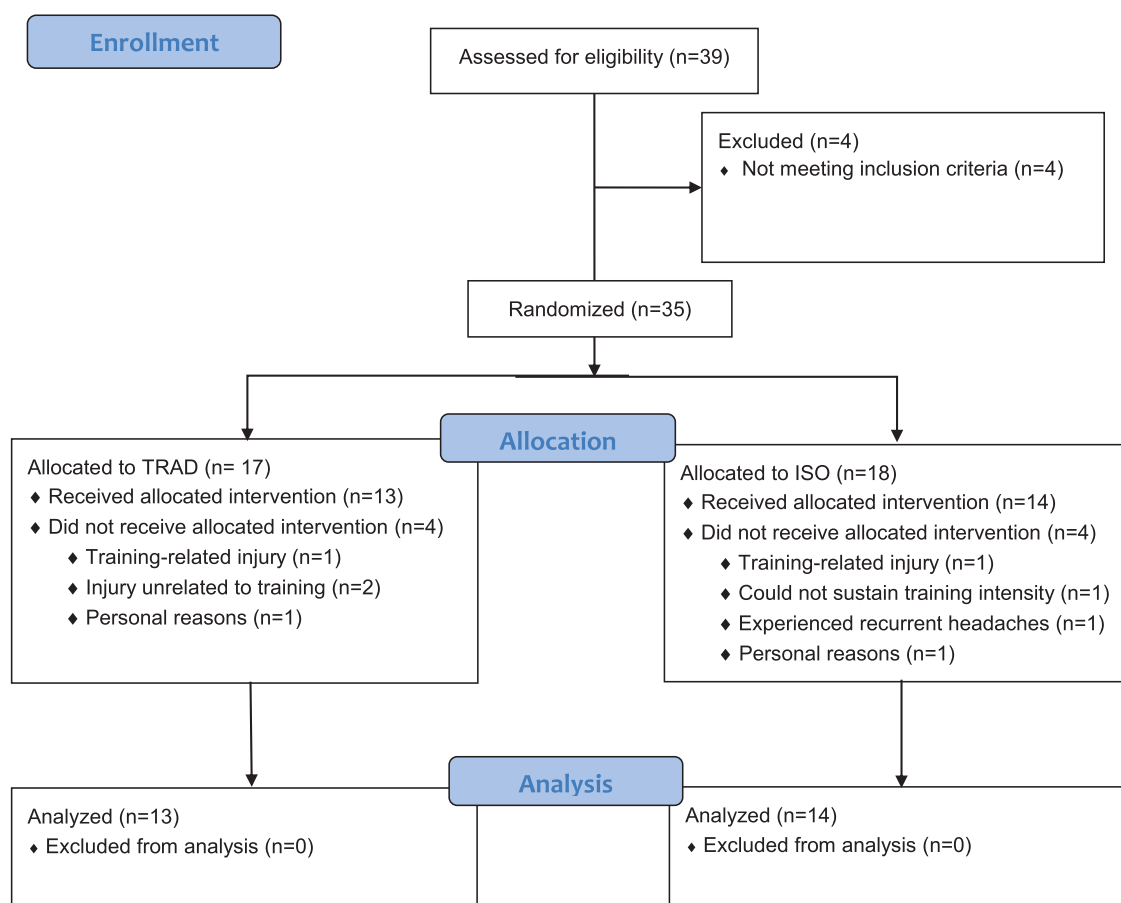 Enrollment
Assessed for eligibility (n=39)
Excluded (n=4)
♦ Not meeting inclusion criteria (n=4)
Randomized (n=35)
Allocation
Allocated to TRAD (n= 17)
♦ Received allocated intervention (n=13)
♦ Did not receive allocated intervention (n=4)
♦ Training-related injury (n=1)
♦ Injury unrelated to training (n=2)
♦ Personal reasons (n=1)
Allocated to ISO (n=18)
♦ Received allocated intervention (n=14)
♦ Did not receive allocated intervention (n=4)
♦ Training-related injury (n=1)
♦ Could not sustain training intensity (n=1)
♦ Experienced recurrent headaches (n=1)
♦ Personal reasons (n=1)
Analysis
Analyzed (n=13)
♦ Excluded from analysis (n=0)
Analyzed (n=14)
♦ Excluded from analysis (n=0)